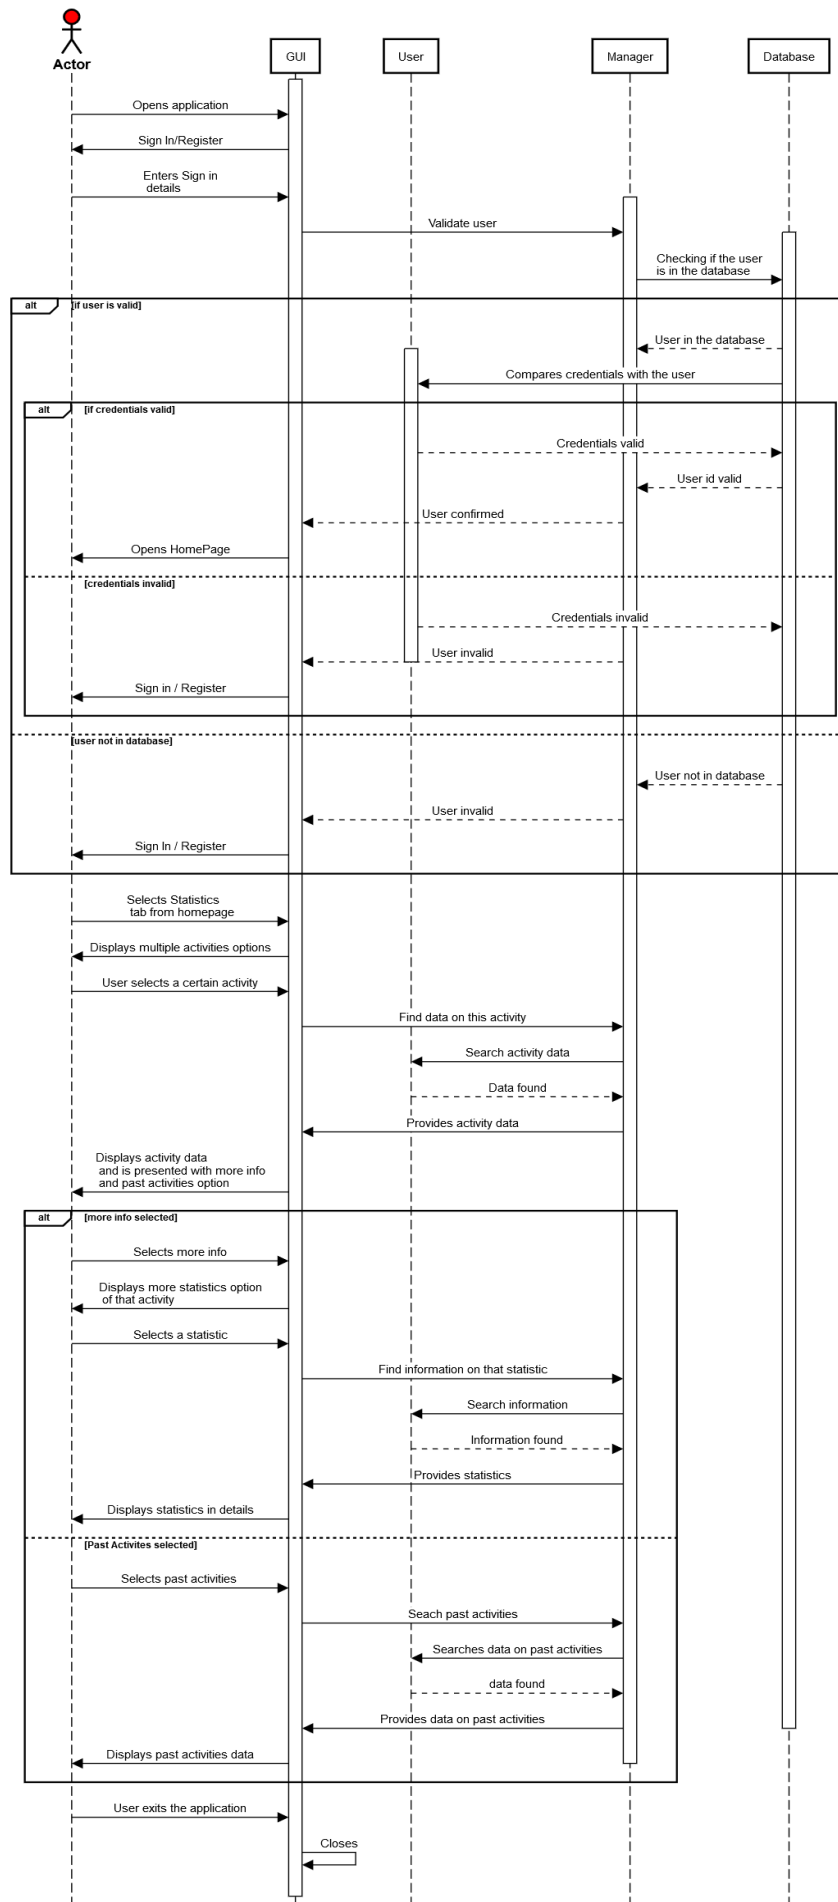 Actor
GUI
User
Manager
Database
Opens application
Sign In/Register
Enters Sign in
details
Validate user
Checking if the user
is in the database
alt
[if user is valid]
User in the database
Compares credentials with the user
alt
[if credentials valid]
Credentials valid
User id valid
User confirmed
Opens HomePage
[credentials invalid]
Credentials invalid
User invalid
Sign in / Register
[user not in database]
User not in database
User invalid
Sign In / Register
Selects Statistics
tab from homepage
Displays multiple activities options
User selects a certain activity
Find data on this activity
Search activity data
Data found
Provides activity data
Displays activity data
and is presented with more info
and past activities option
alt
[more info selected]
Selects more info
Displays more statistics option
of that activity
Selects a statistic
Find information on that statistic
Search information
Information found
Provides statistics
Displays statistics in details
[Past Activites selected]
Selects past activities
Seach past activities
Searches data on past activities
data found
Provides data on past activities
Displays past activities data
User exits the application
Closes